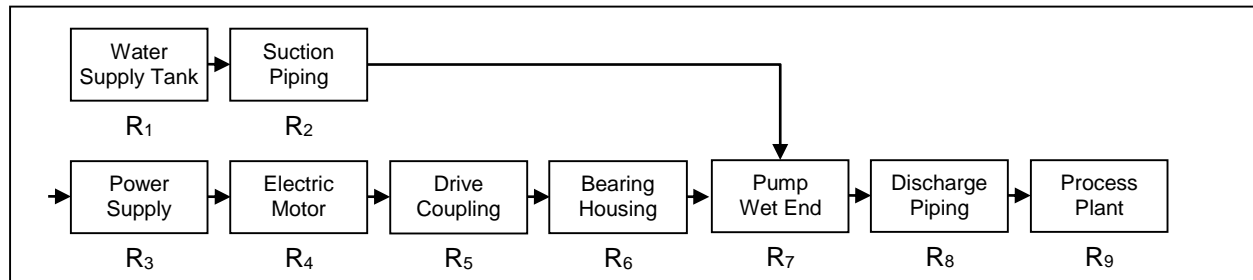 Water
Supply Tank
Suction
Piping
R₁
R₂
Power
Supply
Electric
Motor
Drive
Coupling
Bearing
Housing
Pump
Wet End
Discharge
Piping
Process
Plant
R₃
R₄
R₅
R₆
R₇
R₈
R₉